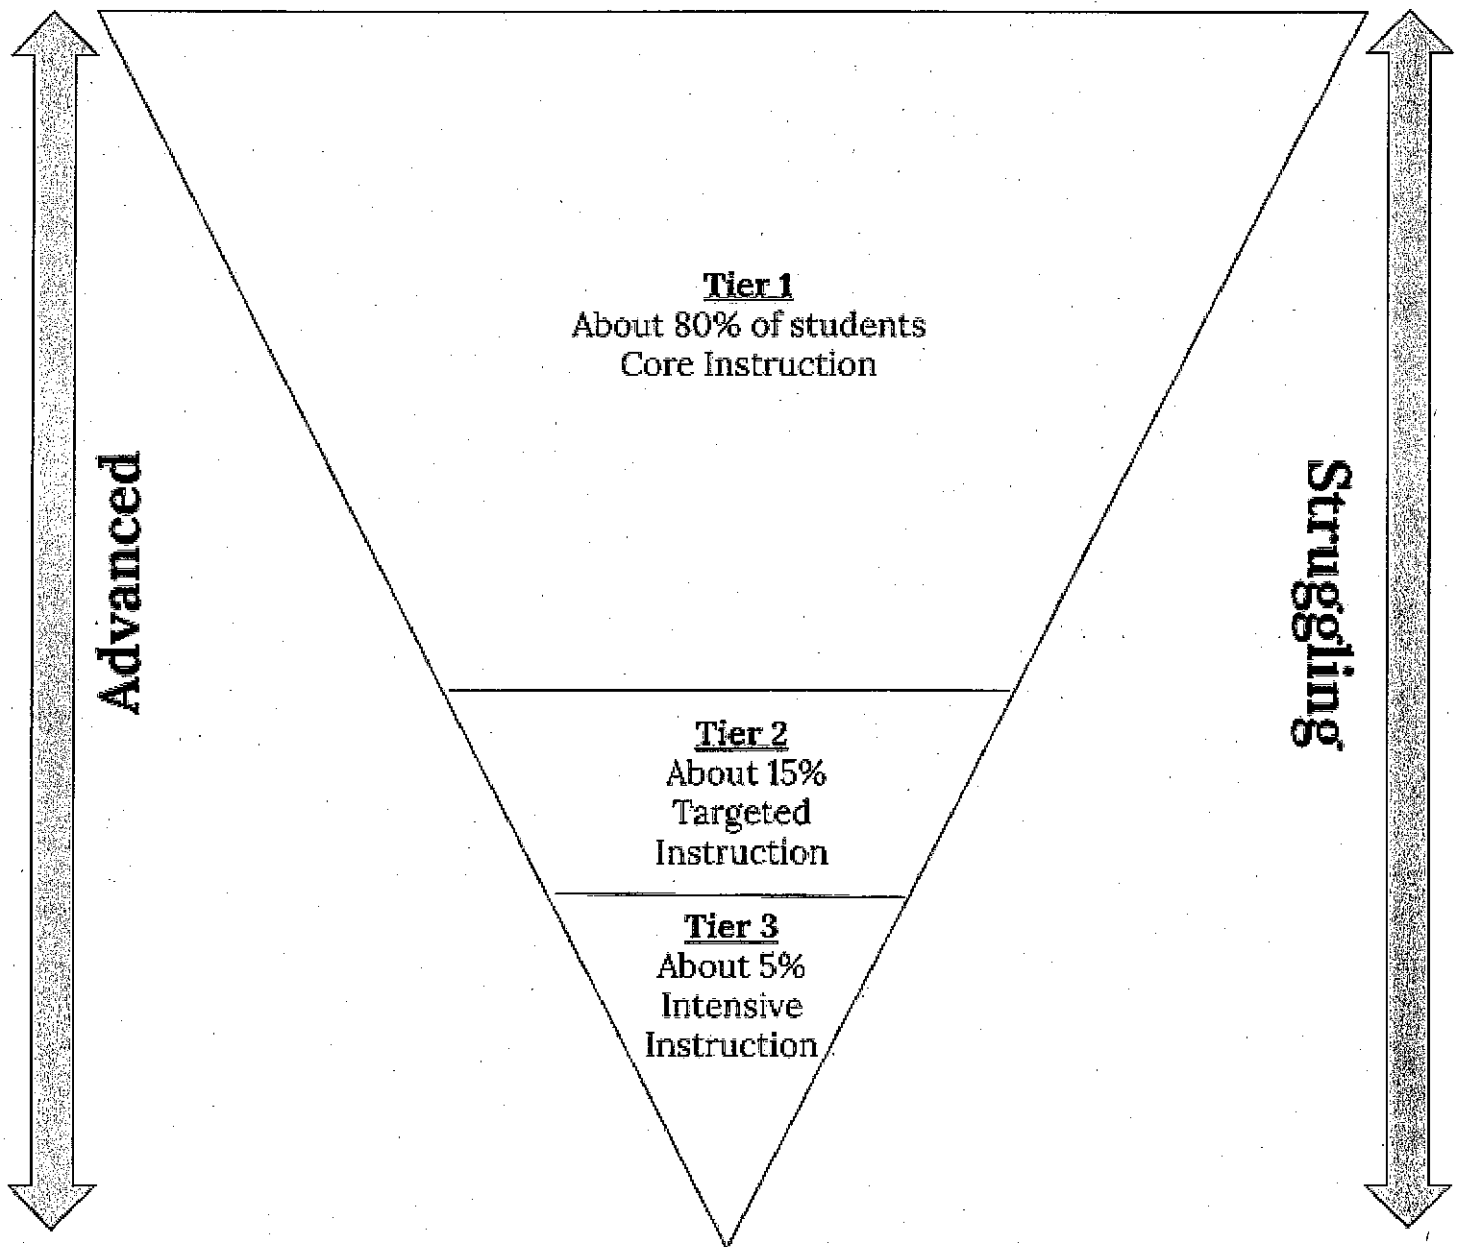 Tier 1
About 80% of students
Core Instruction
Advanced
Struggling
Tier 2
About 15%
Targeted
Instruction
Tier 3
About 5%
Intensive
Instruction